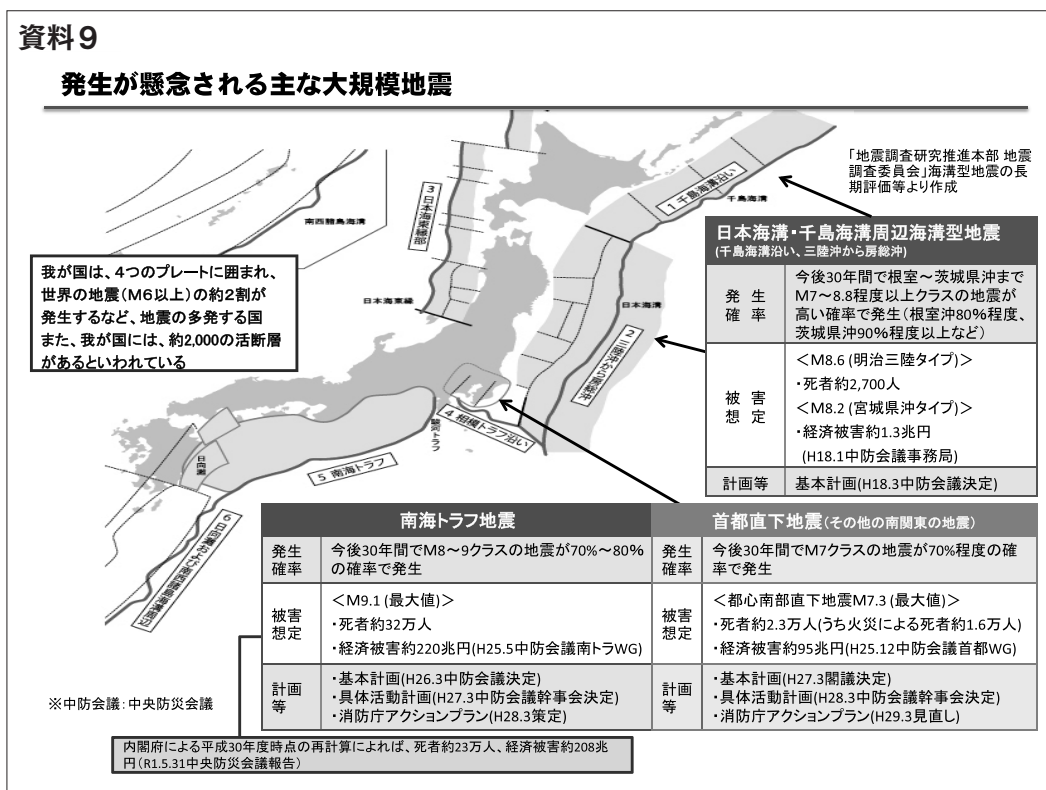 資料９
発生が懸念される主な大規模地震
「地震調査研究推進本部 地震
調査委員会」海溝型地震の長
期評価等より作成
南西諸島海溝
3 日本海東縁部
1 千島海溝沿い
千島海溝
日本海東縁
日本海溝
2 三陸沖から房総沖
4 相模トラフ沿い
駿河トラフ
5 南海トラフ
日向灘
6 日向灘および南西諸島海溝周辺
我が国は、４つのプレートに囲まれ、
世界の地震（Ｍ６以上）の約２割が
発生するなど、地震の多発する国
また、我が国には、約2,000の活断層
があるといわれている
日本海溝・千島海溝周辺海溝型地震
(千島海溝沿い、三陸沖から房総沖)
発 生
確 率
今後30年間で根室～茨城県沖まで
M7～8.8程度以上クラスの地震が
高い確率で発生（根室沖80％程度、
茨城県沖90％程度以上など）
被 害
想 定
＜M8.6 (明治三陸タイプ)＞
・死者約2,700人
＜M8.2 (宮城県沖タイプ)＞
・経済被害約1.3兆円
(H18.1中防会議事務局)
計画等
基本計画(H18.3中防会議決定)
南海トラフ地震
発生
確率
今後30年間でM8～9クラスの地震が70%～80%
の確率で発生
被害
想定
＜M9.1 (最大値)＞
・死者約32万人
・経済被害約220兆円(H25.5中防会議南トラWG)
計画
等
・基本計画(H26.3中防会議決定)
・具体活動計画(H27.3中防会議幹事会決定)
・消防庁アクションプラン(H28.3策定)
首都直下地震(その他の南関東の地震)
発生
確率
今後30年間でM7クラスの地震が70%程度の確
率で発生
被害
想定
＜都心南部直下地震M7.3 (最大値)＞
・死者約2.3万人(うち火災による死者約1.6万人)
・経済被害約95兆円(H25.12中防会議首都WG)
計画
等
・基本計画(H27.3閣議決定)
・具体活動計画(H28.3中防会議幹事会決定)
・消防庁アクションプラン(H29.3見直し)
※中防会議：中央防災会議
内閣府による平成30年度時点の再計算によれば、死者約23万人、経済被害約208兆
円（R1.5.31中央防災会議報告）